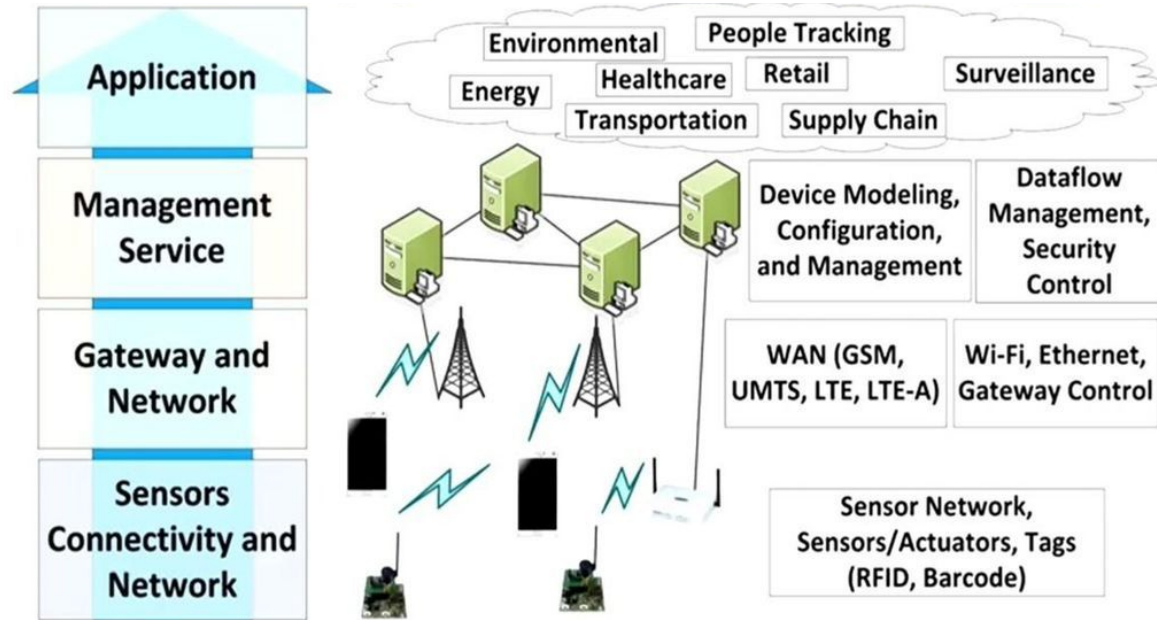 Application
Environmental
People Tracking
Healthcare
Retail
Surveillance
Energy
Transportation
Supply Chain
Management
Service
Device Modeling,
Configuration,
and Management
Dataflow
Management,
Security
Control
Gateway and
Network
WAN (GSM,
UMTS, LTE, LTE-A)
Wi-Fi, Ethernet,
Gateway Control
Sensors
Connectivity and
Network
Sensor Network,
Sensors/Actuators, Tags
(RFID, Barcode)